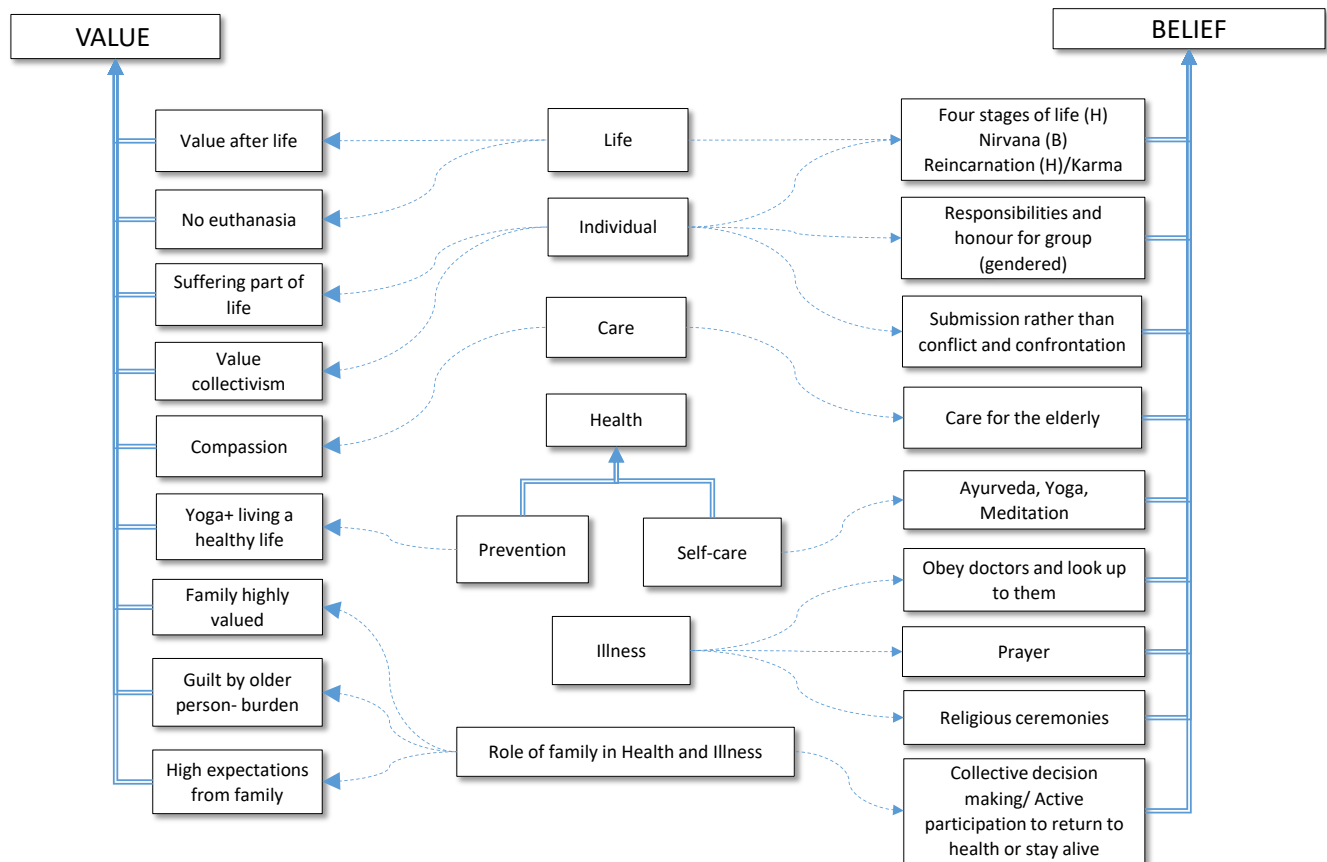 VALUE
BELIEF
Value after life
No euthanasia
Suffering part of
life
Value
collectivism
Compassion
Yoga+ living a
healthy life
Family highly
valued
Guilt by older
person- burden
High expectations
from family
Life
Individual
Care
Health
Prevention
Self-care
Illness
Role of family in Health and Illness
Four stages of life (H)
Nirvana (B)
Reincarnation (H)/Karma
Responsibilities and
honour for group
(gendered)
Submission rather than
conflict and confrontation
Care for the elderly
Ayurveda, Yoga,
Meditation
Obey doctors and look up
to them
Prayer
Religious ceremonies
Collective decision
making/ Active
participation to return to
health or stay alive